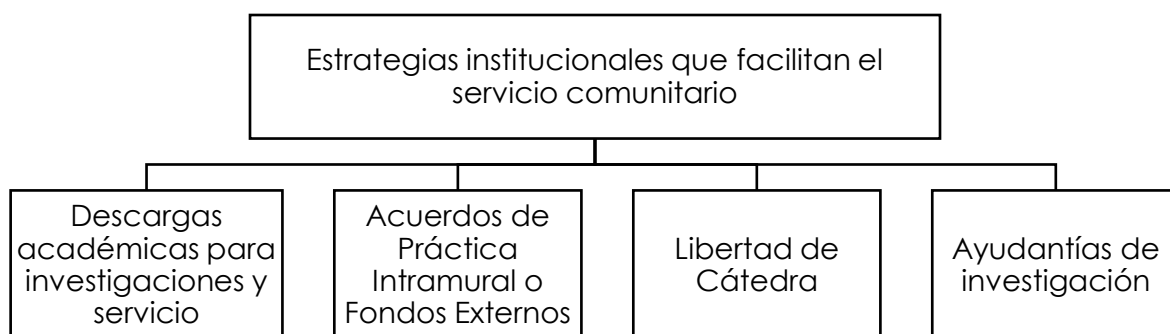 Estrategias institucionales que facilitan el
servicio comunitario
Descargas
académicas para
investigaciones y
servicio
Acuerdos de
Práctica
Intramural o
Fondos Externos
Libertad de
Cátedra
Ayudantías de
investigación